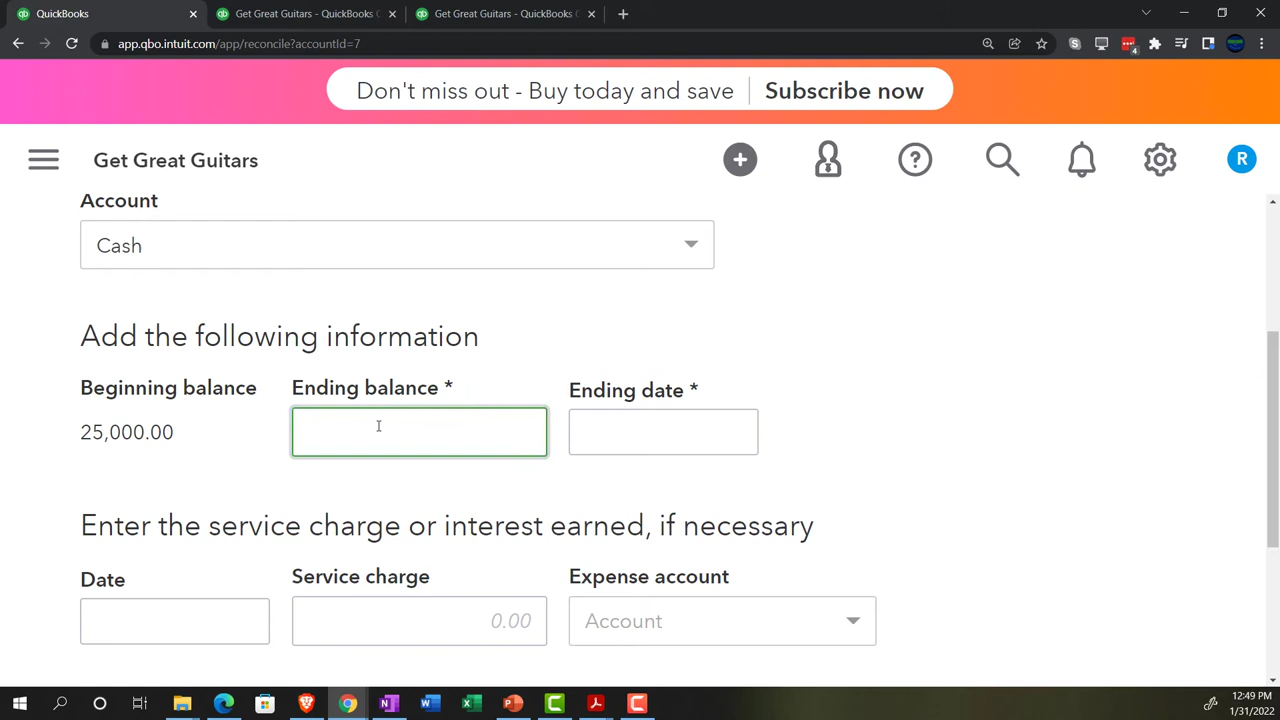 QuickBooks
Get Great Guitars - QuickBooks C
Get Great Guitars - QuickBooks C
app.qbo.intuit.com/app/reconcile?accountId=7
4
Don't miss out - Buy today and save
Subscribe now
Get Great Guitars
R
Account
Cash
Add the following information
Beginning balance
Ending balance *
Ending date *
25,000.00
Enter the service charge or interest earned, if necessary
Date
Service charge
Expense account
0.00
Account
12:49 PM
1/31/2022